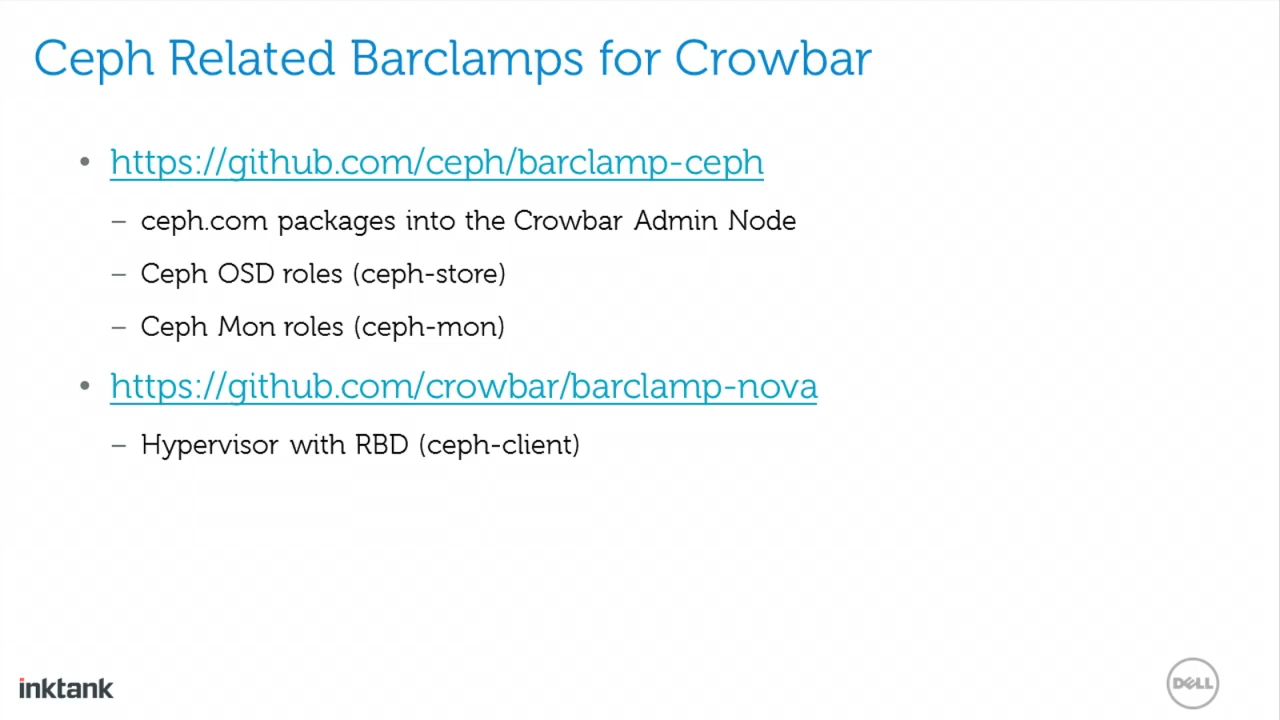 Ceph Related Barclamps for Crowbar
• https://github.com/ceph/barclamp-ceph
– ceph.com packages into the Crowbar Admin Node
– Ceph OSD roles (ceph-store)
– Ceph Mon roles (ceph-mon)
• https://github.com/crowbar/barclamp-nova
– Hypervisor with RBD (ceph-client)
inktank
DELL